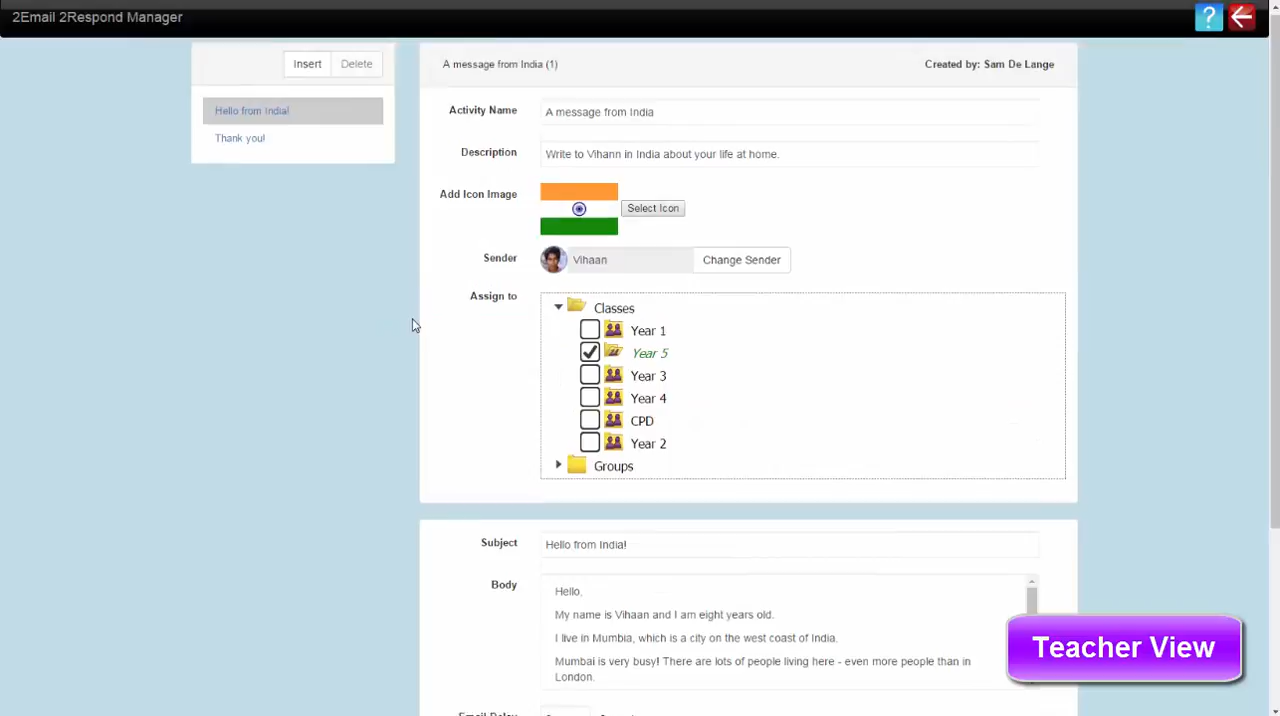 2Email 2Respond Manager
?
Insert Delete
A message from India (1) Created by: Sam De Lange
Hello from India!
Thank you!
Activity Name A message from India
Description Write to Vihann in India about your life at home.
Add Icon Image Select Icon
Sender Vihaan Change Sender
Assign to
Classes
Year 1
Year 5
Year 3
Year 4
CPD
Year 2
Groups
Subject Hello from India!
Body
Hello,
My name is Vihaan and I am eight years old.
I live in Mumbia, which is a city on the west coast of India.
Mumbai is very busy! There are lots of people living here - even more people than in
London.
Teacher View
Email Delay